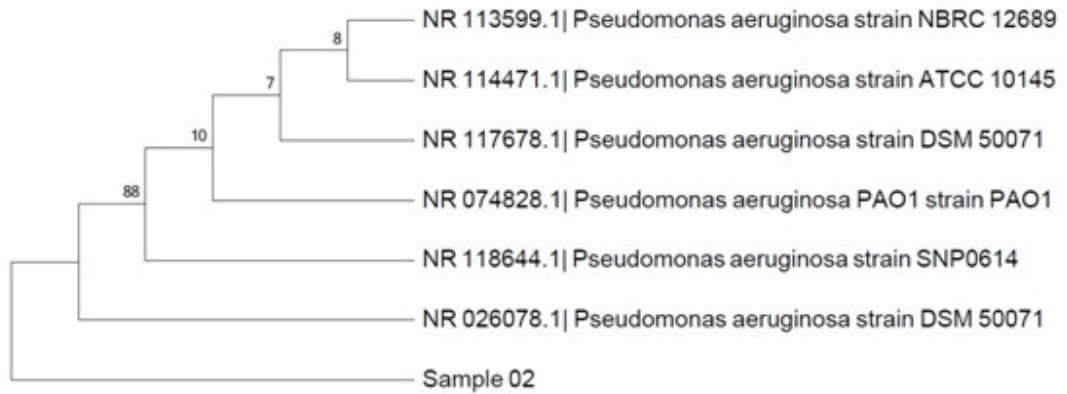 NR 113599.1| Pseudomonas aeruginosa strain NBRC 12689
8
NR 114471.1| Pseudomonas aeruginosa strain ATCC 10145
7
NR 117678.1| Pseudomonas aeruginosa strain DSM 50071
10
NR 074828.1| Pseudomonas aeruginosa PAO1 strain PAO1
88
NR 118644.1| Pseudomonas aeruginosa strain SNP0614
NR 026078.1| Pseudomonas aeruginosa strain DSM 50071
Sample 02